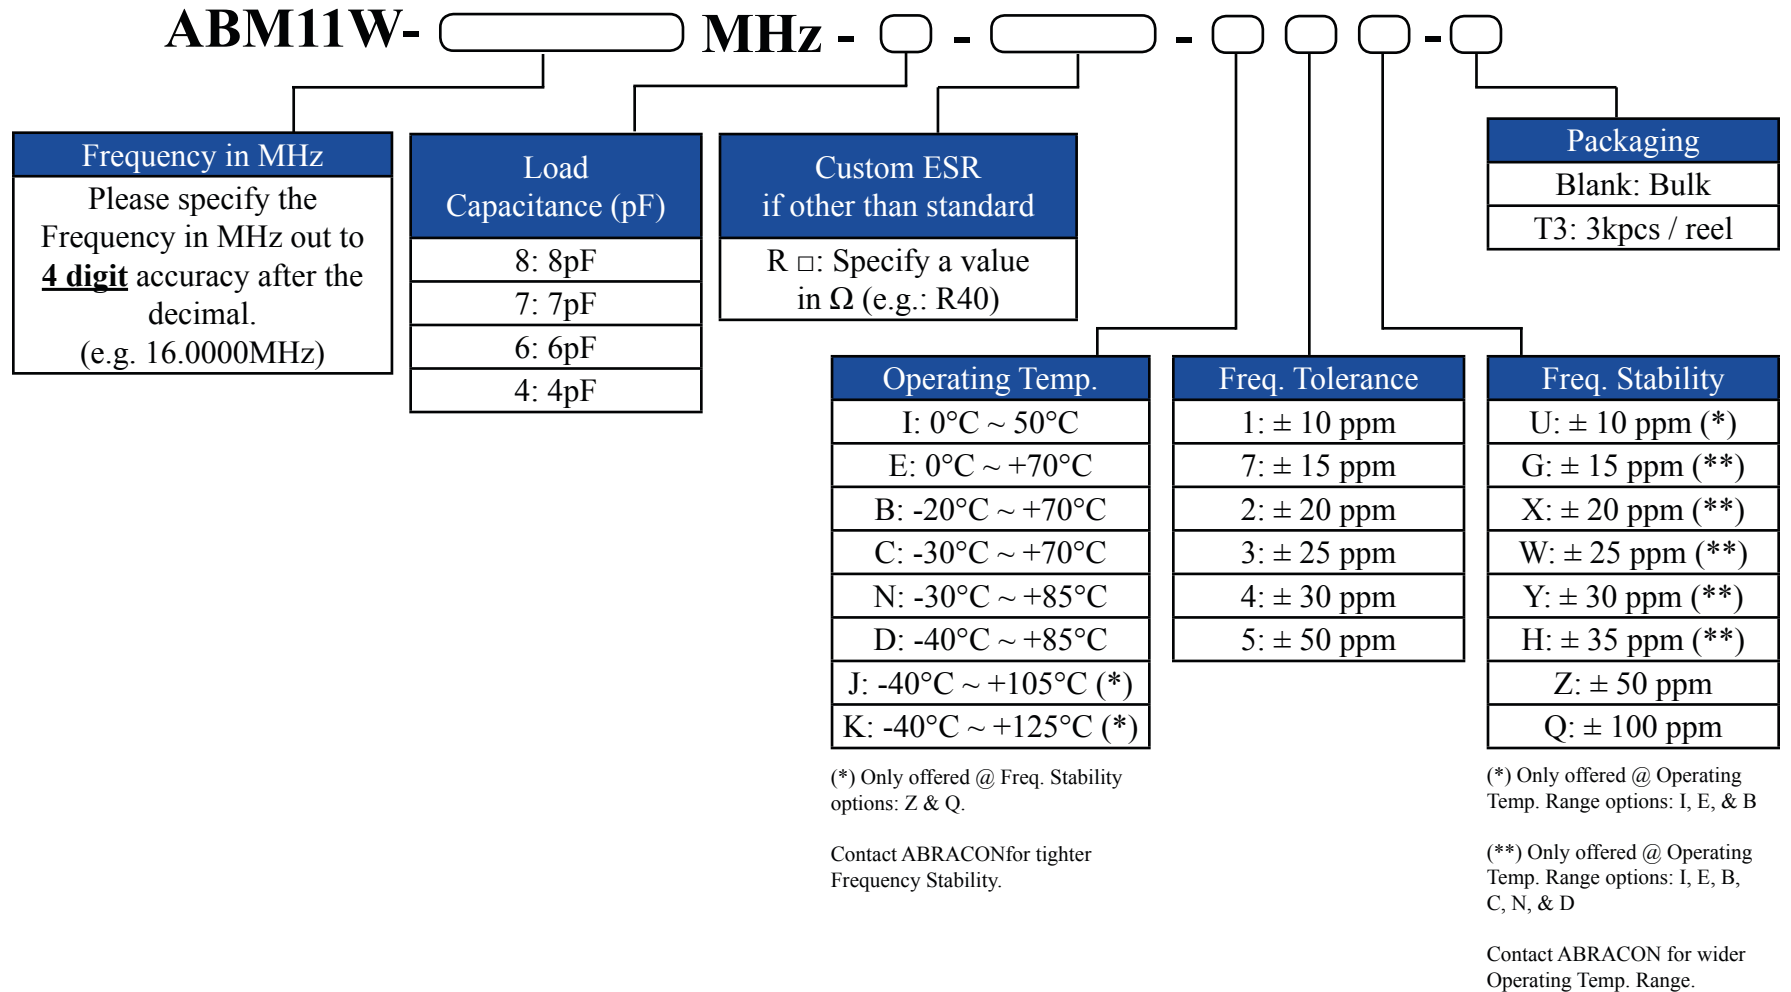 ABM11W- MHz - - -  -
Frequency in MHz
Please specify the
Frequency in MHz out to
4 digit accuracy after the
decimal.
(e.g. 16.0000MHz)
Load
Capacitance (pF)
8: 8pF
7: 7pF
6: 6pF
4: 4pF
Custom ESR
if other than standard
R □: Specify a value
in Ω (e.g.: R40)
Packaging
Blank: Bulk
T3: 3kpcs / reel
Operating Temp.
I: 0°C ~ 50°C
E: 0°C ~ +70°C
B: -20°C ~ +70°C
C: -30°C ~ +70°C
N: -30°C ~ +85°C
D: -40°C ~ +85°C
J: -40°C ~ +105°C (*)
K: -40°C ~ +125°C (*)
(*) Only offered @ Freq. Stability
options: Z & Q.
Contact ABRACONfor tighter
Frequency Stability.
Freq. Tolerance
1: ± 10 ppm
7: ± 15 ppm
2: ± 20 ppm
3: ± 25 ppm
4: ± 30 ppm
5: ± 50 ppm
Freq. Stability
U: ± 10 ppm (*)
G: ± 15 ppm (**)
X: ± 20 ppm (**)
W: ± 25 ppm (**)
Y: ± 30 ppm (**)
H: ± 35 ppm (**)
Z: ± 50 ppm
Q: ± 100 ppm
(*) Only offered @ Operating
Temp. Range options: I, E, & B
(**) Only offered @ Operating
Temp. Range options: I, E, B,
C, N, & D
Contact ABRACON for wider
Operating Temp. Range.